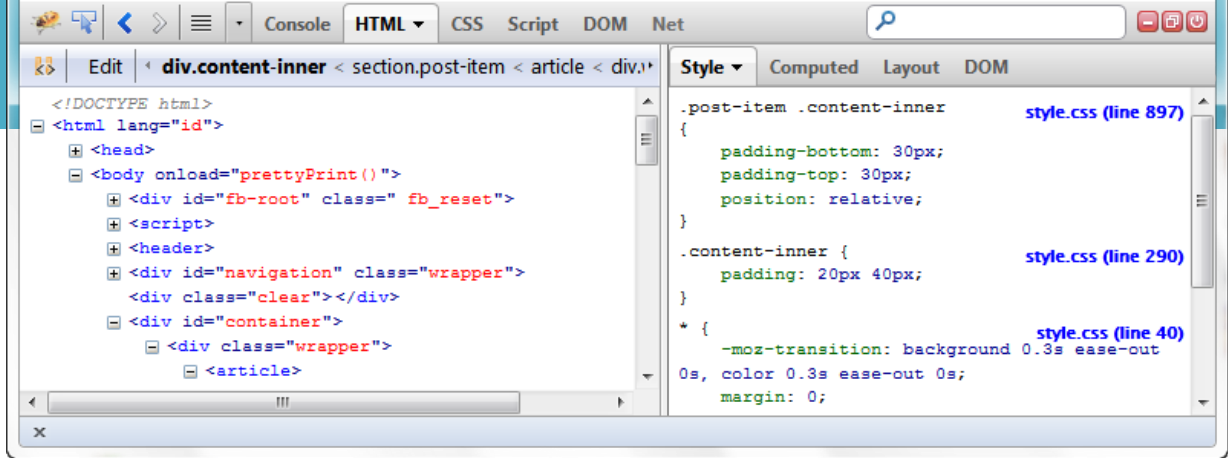 Console HTML CSS Script DOM Net
Edit div.content-inner < section.post-item < article < div.
<!DOCTYPE html>
<html lang="id">
<head>
<body onload="prettyPrint()">
<div id="fb-root" class=" fb_reset">
<script>
<header>
<div id="navigation" class="wrapper">
<div class="clear"></div>
<div id="container">
<div class="wrapper">
<article>
Style Computed Layout DOM
.post-item .content-inner style.css (line 897)
{
padding-bottom: 30px;
padding-top: 30px;
position: relative;
}
.content-inner { style.css (line 290)
padding: 20px 40px;
}
* { style.css (line 40)
-moz-transition: background 0.3s ease-out
0s, color 0.3s ease-out 0s;
margin: 0;